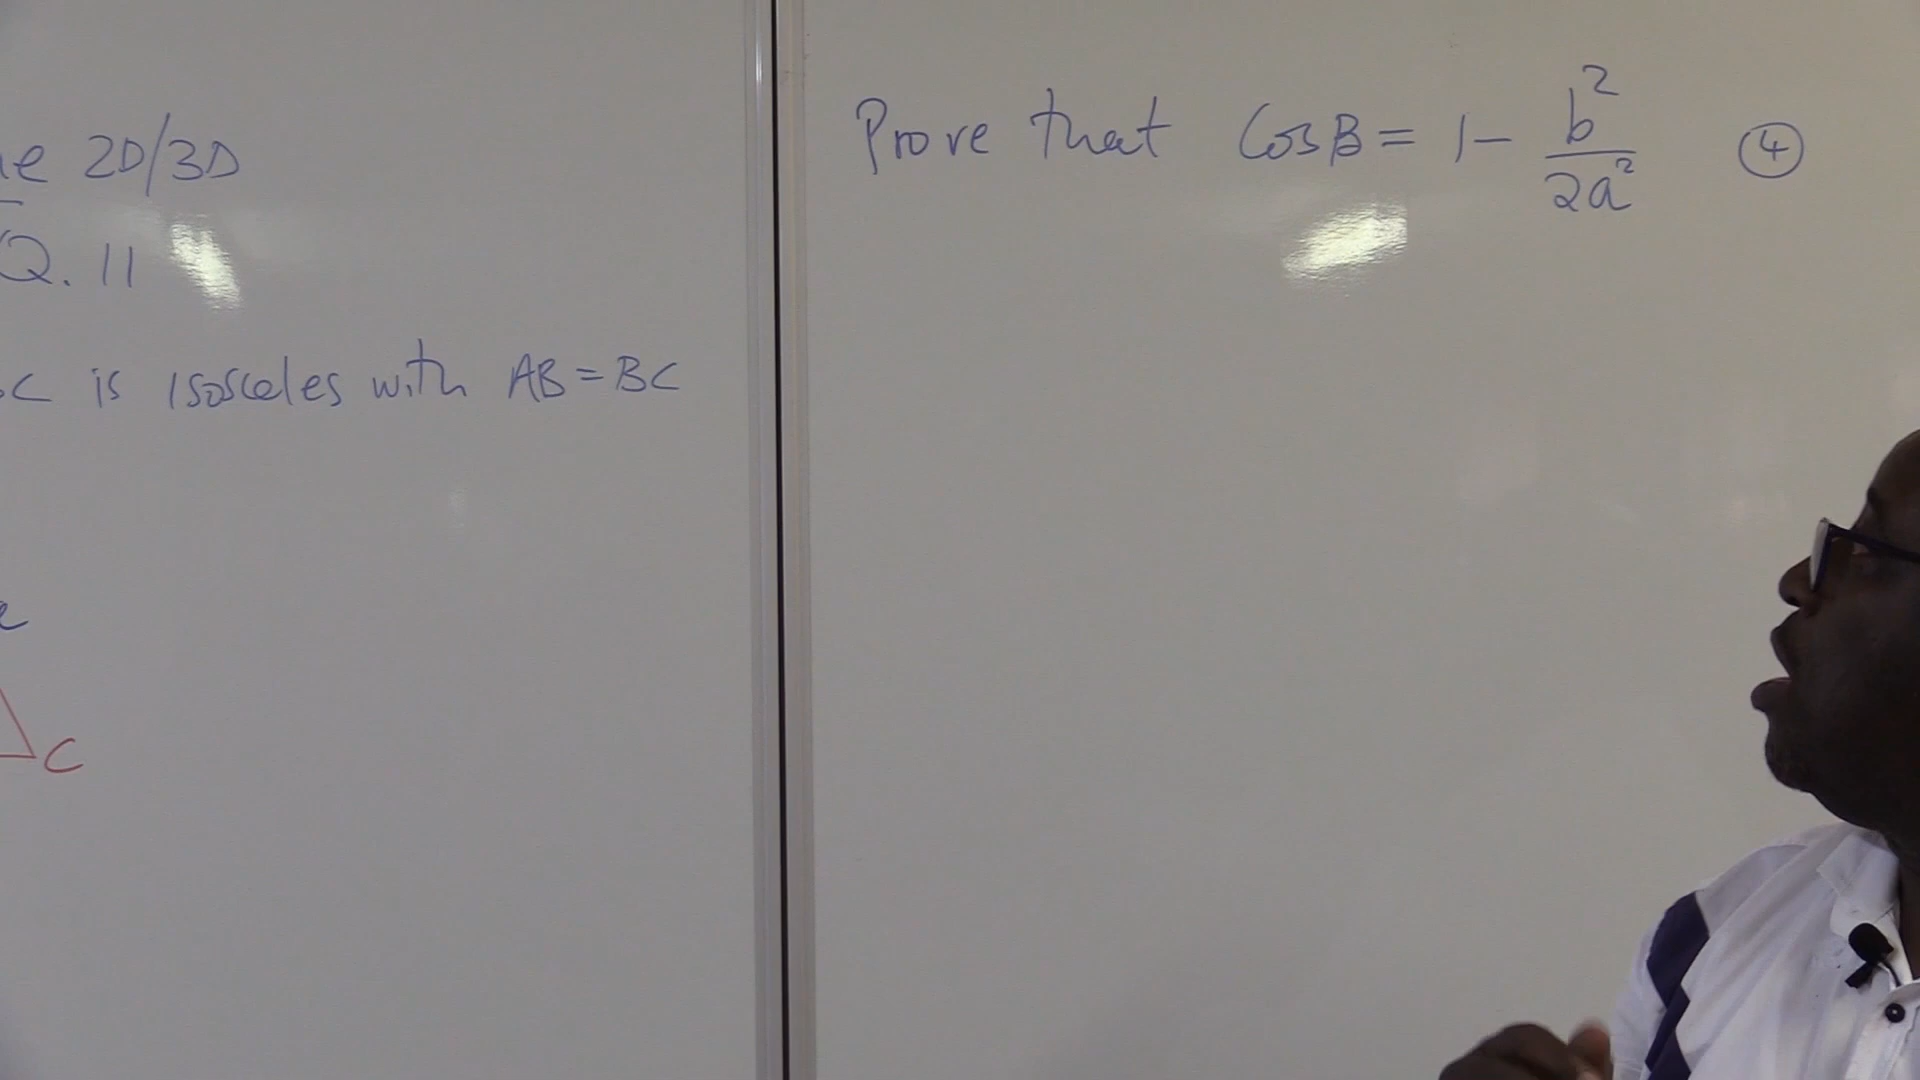 2D/3D
Q. 11
is isosceles with AB = BC
C
Prove that Cos B = 1 - b²/2a² ④